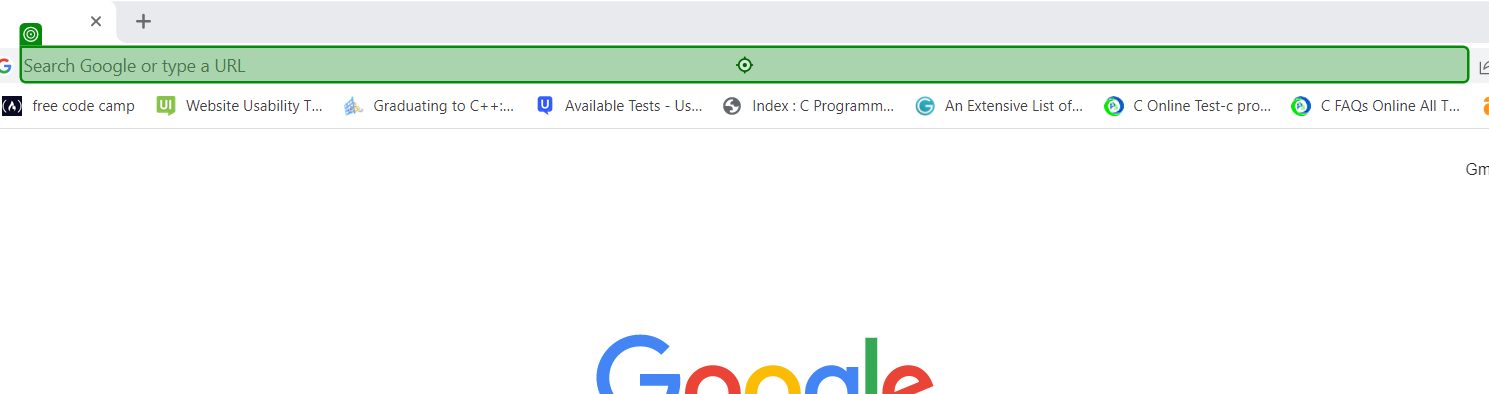 Search Google or type a URL
free code camp Website Usability T... Graduating to C++:... Available Tests - Us... Index : C Programm... An Extensive List of... C Online Test-c pro... C FAQs Online All T...
Gm
Google